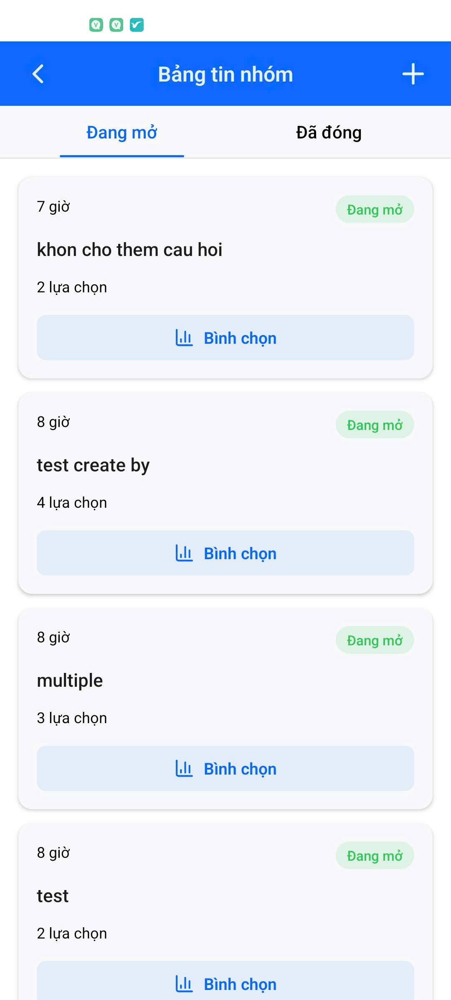 Bảng tin nhóm
Đang mở
Đã đóng
7 giờ
Đang mở
khon cho them cau hoi
2 lựa chọn
Bình chọn
8 giờ
Đang mở
test create by
4 lựa chọn
Bình chọn
8 giờ
Đang mở
multiple
3 lựa chọn
Bình chọn
8 giờ
Đang mở
test
2 lựa chọn
Bình chọn